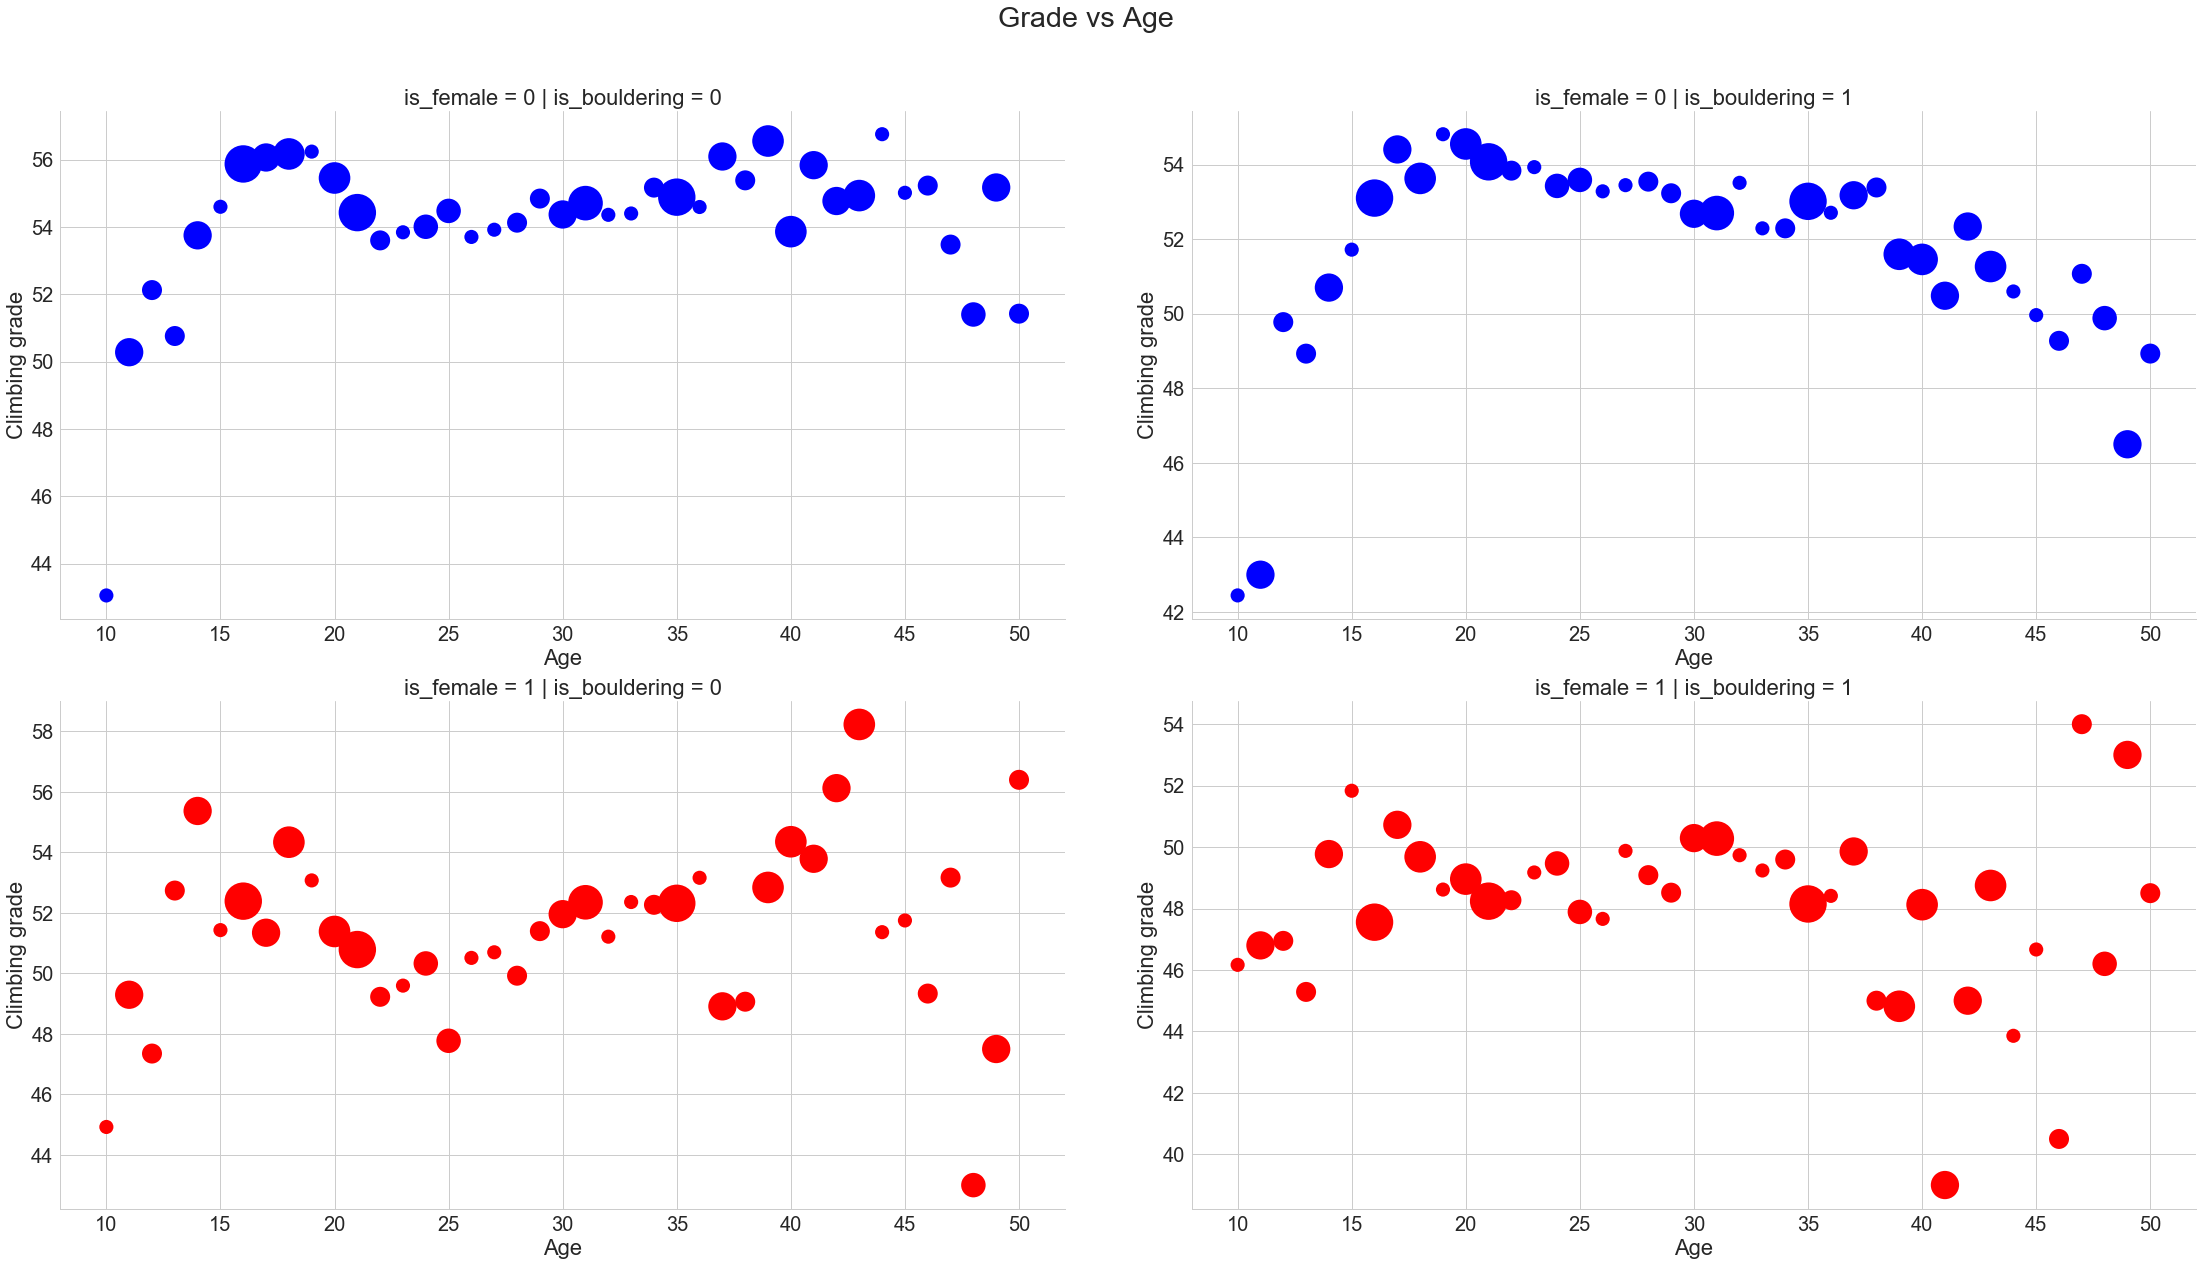 Grade vs Age
is_female = 0 | is_bouldering = 0
56
54
52
50
48
46
44
Climbing grade
10 15 20 25 30 35 40 45 50
Age
is_female = 0 | is_bouldering = 1
54
52
50
48
46
44
42
Climbing grade
10 15 20 25 30 35 40 45 50
Age
is_female = 1 | is_bouldering = 0
58
56
54
52
50
48
46
44
Climbing grade
10 15 20 25 30 35 40 45 50
Age
is_female = 1 | is_bouldering = 1
54
52
50
48
46
44
42
40
Climbing grade
10 15 20 25 30 35 40 45 50
Age